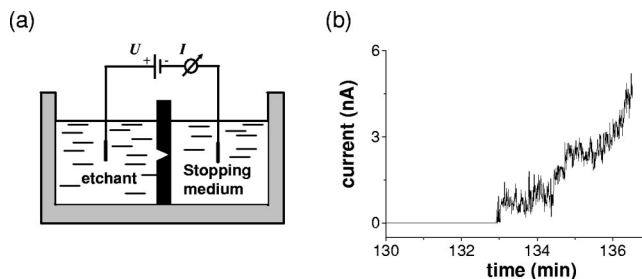 (a)
U
+
-
I
etchant
Stopping
medium
(b)
current (nA)
6
3
0
130
132
134
136
time (min)